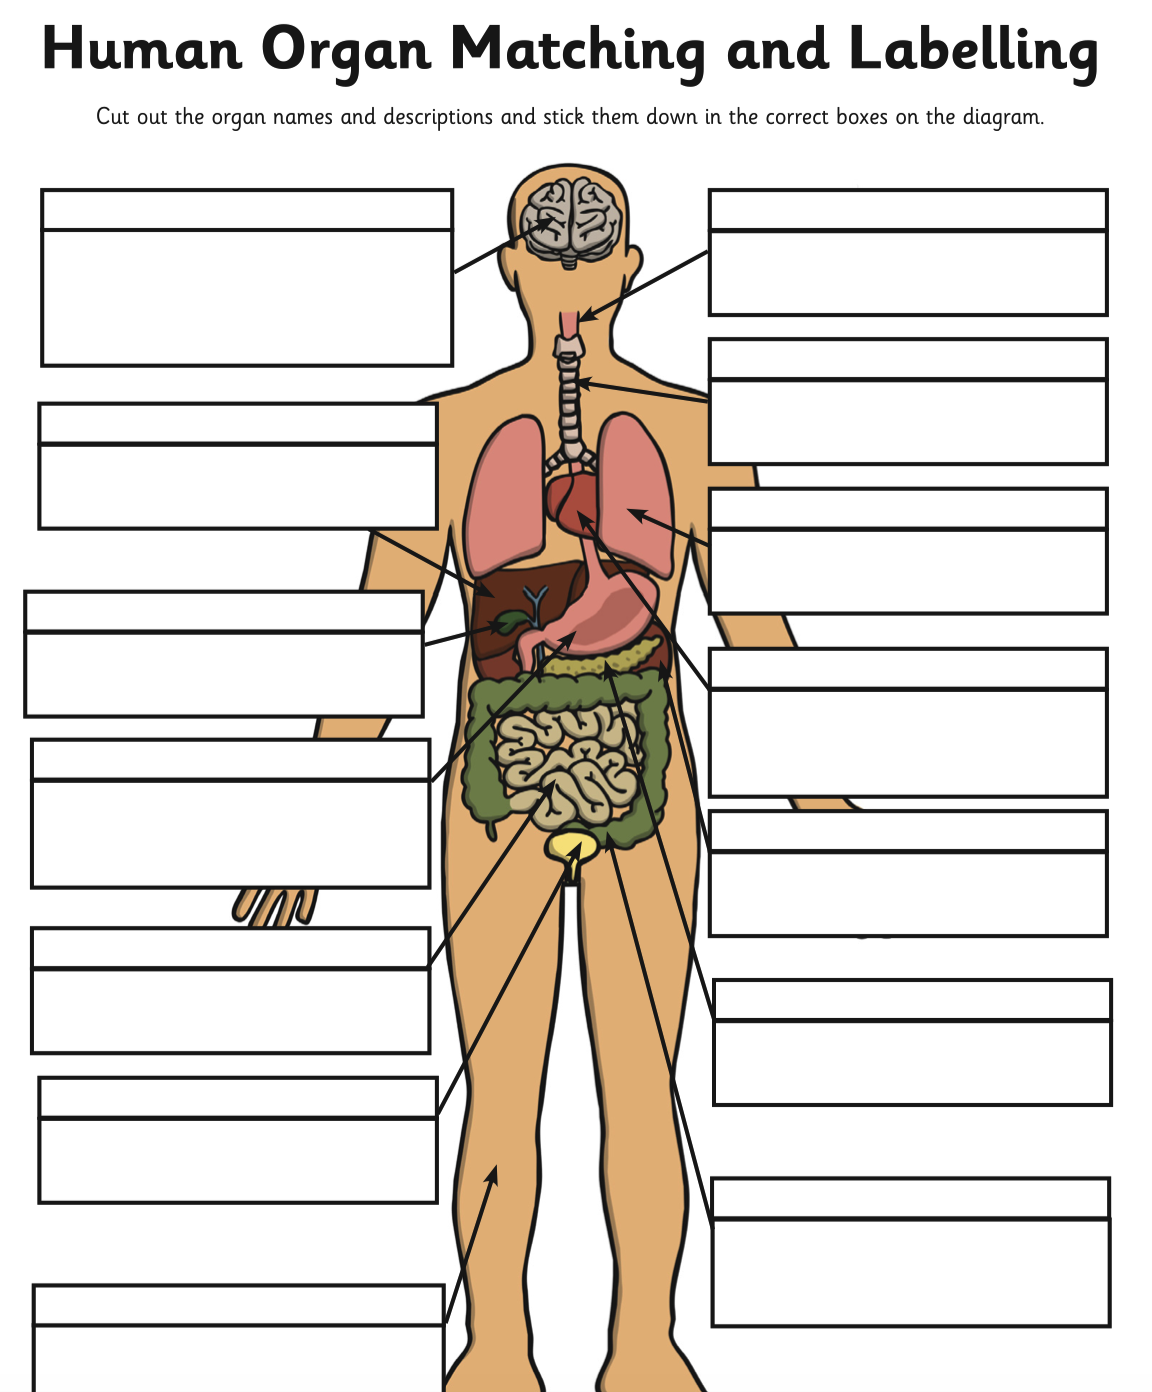 Human Organ Matching and Labelling
Cut out the organ names and descriptions and stick them down in the correct boxes on the diagram.